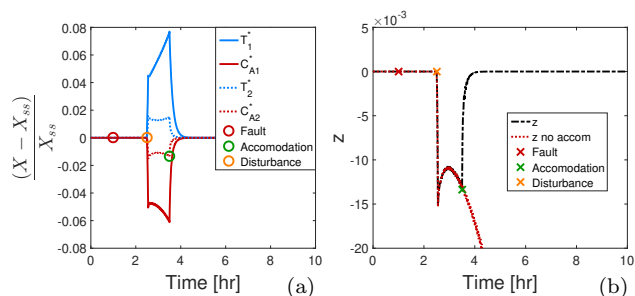 0.08
0.06
0.04
0.02
0
-0.02
-0.04
-0.06
-0.08
(X − X_ss)
X_ss
T*_1
C*_A1
T*_2
C*_A2
Fault
Accomodation
Disturbance
0 2 4 6 8 10
Time [hr]
(a)
×10^-3
5
0
-5
-10
-15
-20
z
z
z no accom
Fault
Accomodation
Disturbance
0 2 4 6 8 10
Time [hr]
(b)